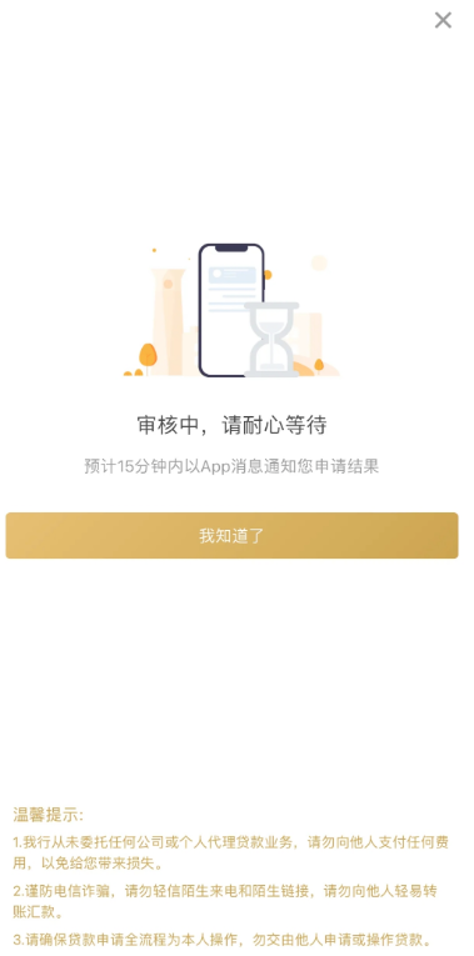 审核中，请耐心等待
预计15分钟内以App消息通知您申请结果
我知道了
温馨提示:
1.我行从未委托任何公司或个人代理贷款业务，请勿向他人支付任何费
用，以免给您带来损失。
2.谨防电信诈骗，请勿轻信陌生来电和陌生链接，请勿向他人轻易转
账汇款。
3.请确保贷款申请全流程为本人操作，勿交由他人申请或操作贷款。